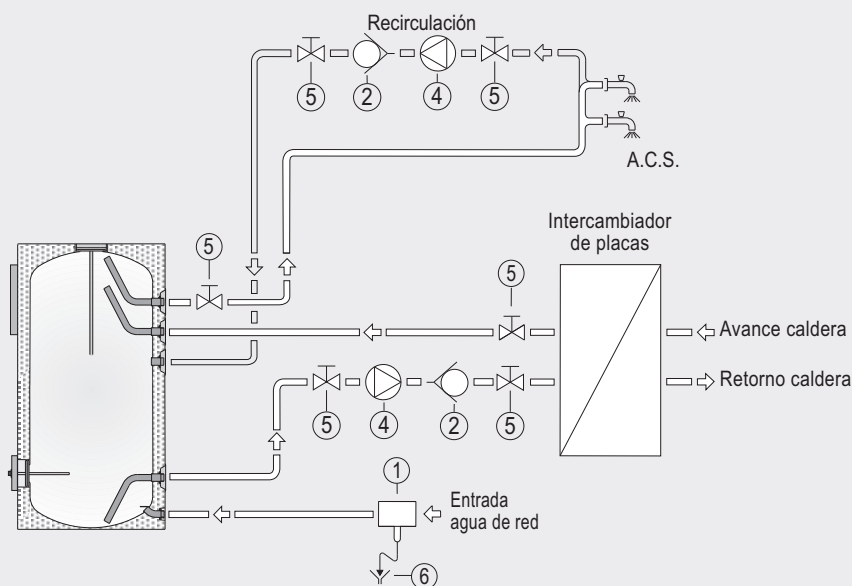 Recirculación
5
2
4
5
A.C.S.
Intercambiador
de placas
5
5
Avance caldera
Retorno caldera
5
4
2
5
1
Entrada
agua de red
6